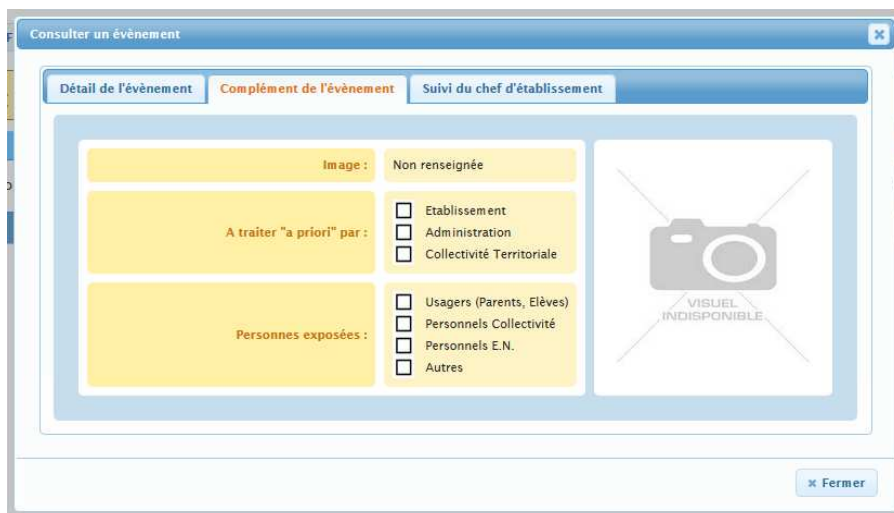 Consulter un évènement
Détail de l'évènement
Complément de l'évènement
Suivi du chef d'établissement
Image :
Non renseignée
A traiter "a priori" par :
Etablissement
Administration
Collectivité Territoriale
Personnes exposées :
Usagers (Parents, Elèves)
Personnels Collectivité
Personnels E.N.
Autres
VISUEL
INDISPONIBLE
Fermer